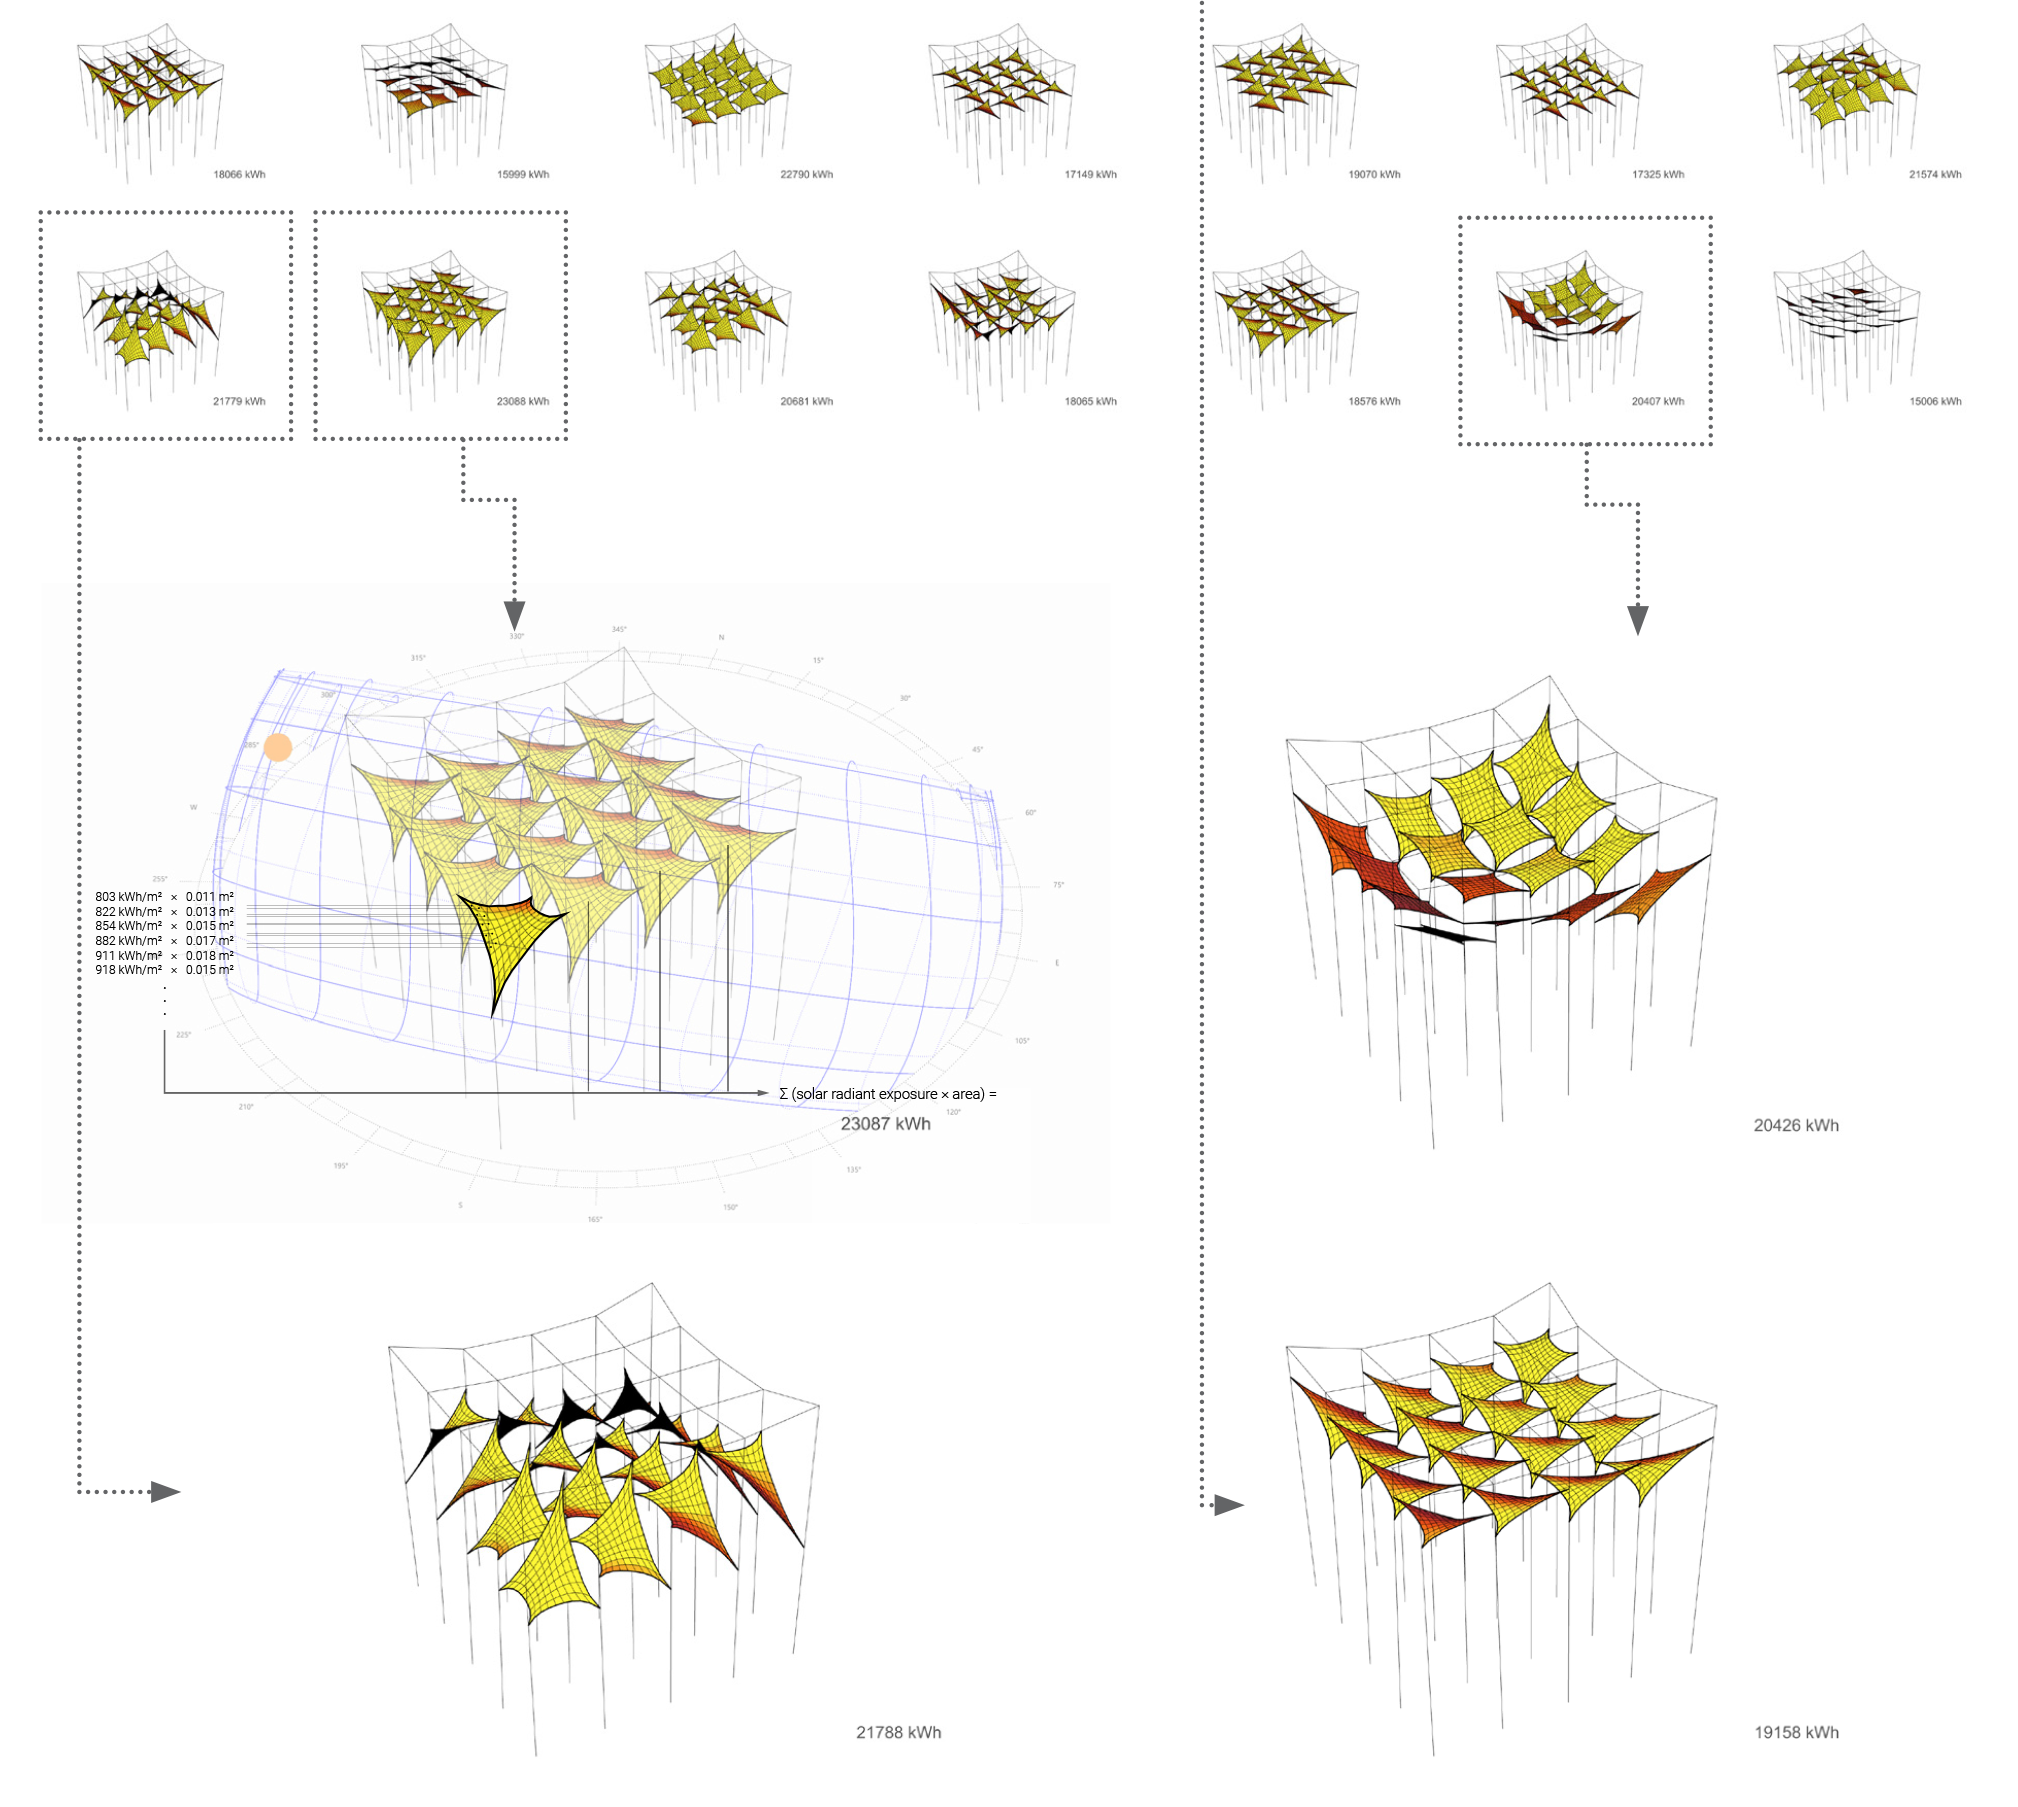 18066 kWh
15999 kWh
22790 kWh
17149 kWh
19070 kWh
17325 kWh
21574 kWh
21779 kWh
23088 kWh
20681 kWh
18065 kWh
18576 kWh
20407 kWh
15006 kWh
345°
330°
N
315°
15°
300°
30°
285°
45°
W
60°
255°
75°
803 kWh/m² × 0.011 m²
822 kWh/m² × 0.013 m²
854 kWh/m² × 0.015 m²
882 kWh/m² × 0.017 m²
911 kWh/m² × 0.018 m²
918 kWh/m² × 0.015 m²
.
.
.
E
225°
105°
Σ (solar radiant exposure × area) =
23087 kWh
210°
120°
195°
135°
S
150°
165°
20426 kWh
21788 kWh
19158 kWh